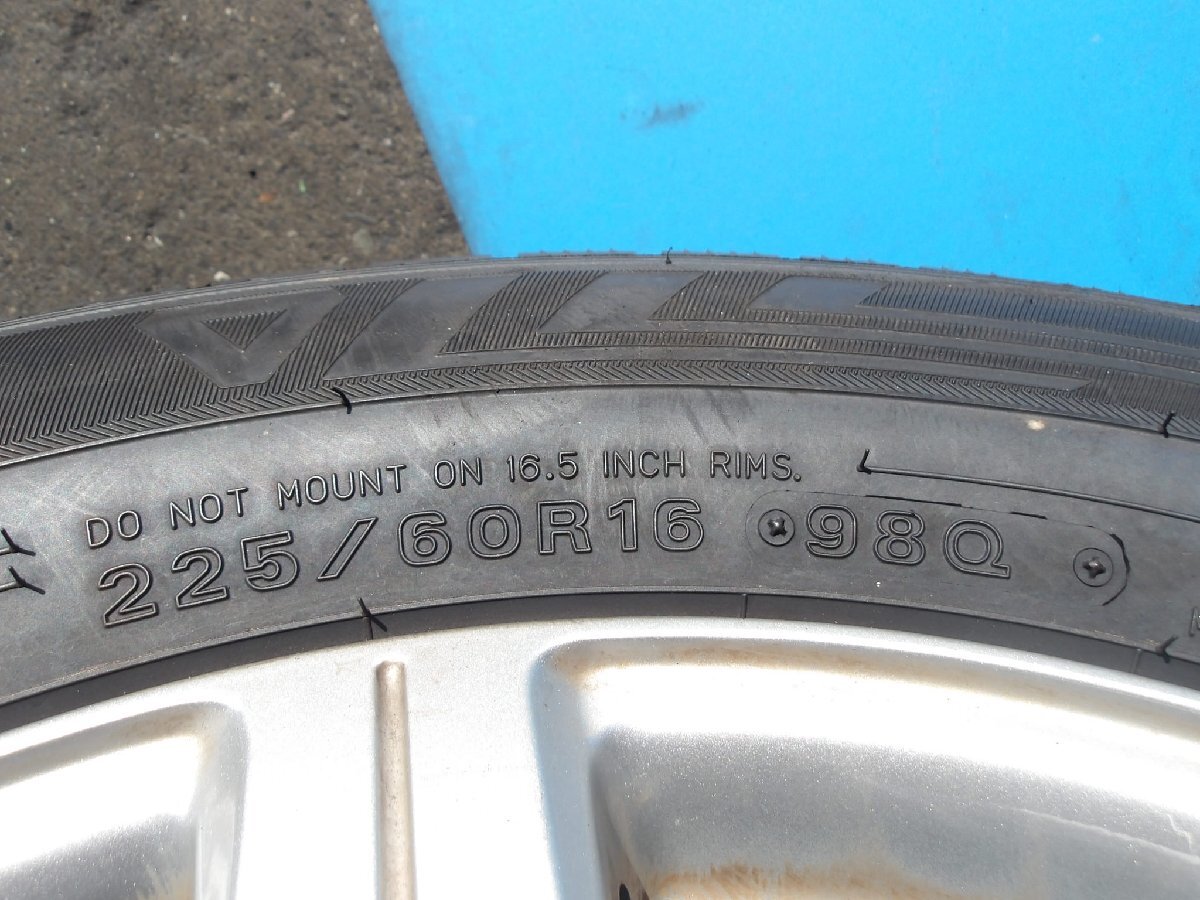 DO NOT MOUNT ON 16.5 INCH RIMS.
225/60R16 98Q